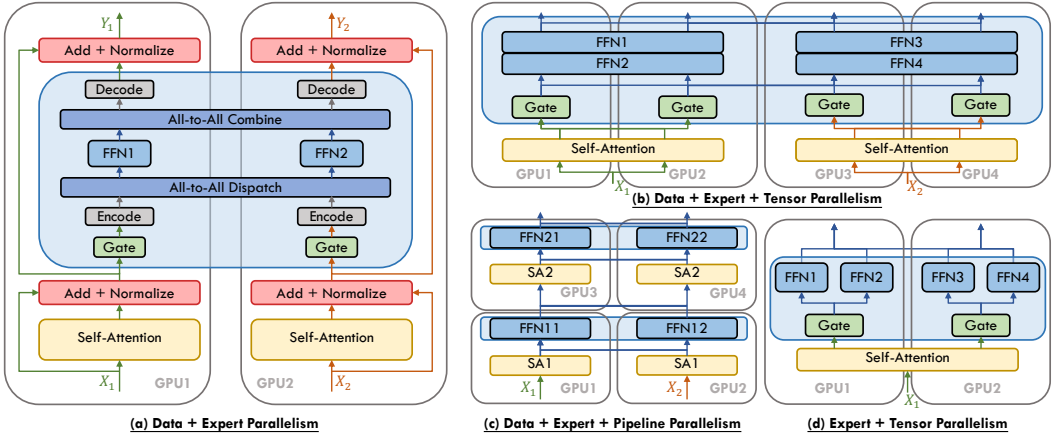 Y1
Y2
Add + Normalize
Add + Normalize
Decode
Decode
All-to-All Combine
FFN1
FFN2
All-to-All Dispatch
Encode
Encode
Gate
Gate
Add + Normalize
Add + Normalize
Self-Attention
Self-Attention
X1
GPU1
GPU2
X2
(a) Data + Expert Parallelism
FFN1
FFN3
FFN2
FFN4
Gate
Gate
Gate
Gate
Self-Attention
Self-Attention
GPU1
X1
GPU2
GPU3
X2
GPU4
(b) Data + Expert + Tensor Parallelism
FFN21
FFN22
SA2
SA2
GPU3
GPU4
FFN11
FFN12
SA1
SA1
X1
GPU1
X2
GPU2
(c) Data + Expert + Pipeline Parallelism
FFN1
FFN2
FFN3
FFN4
Gate
Gate
Self-Attention
GPU1
X1
GPU2
(d) Expert + Tensor Parallelism